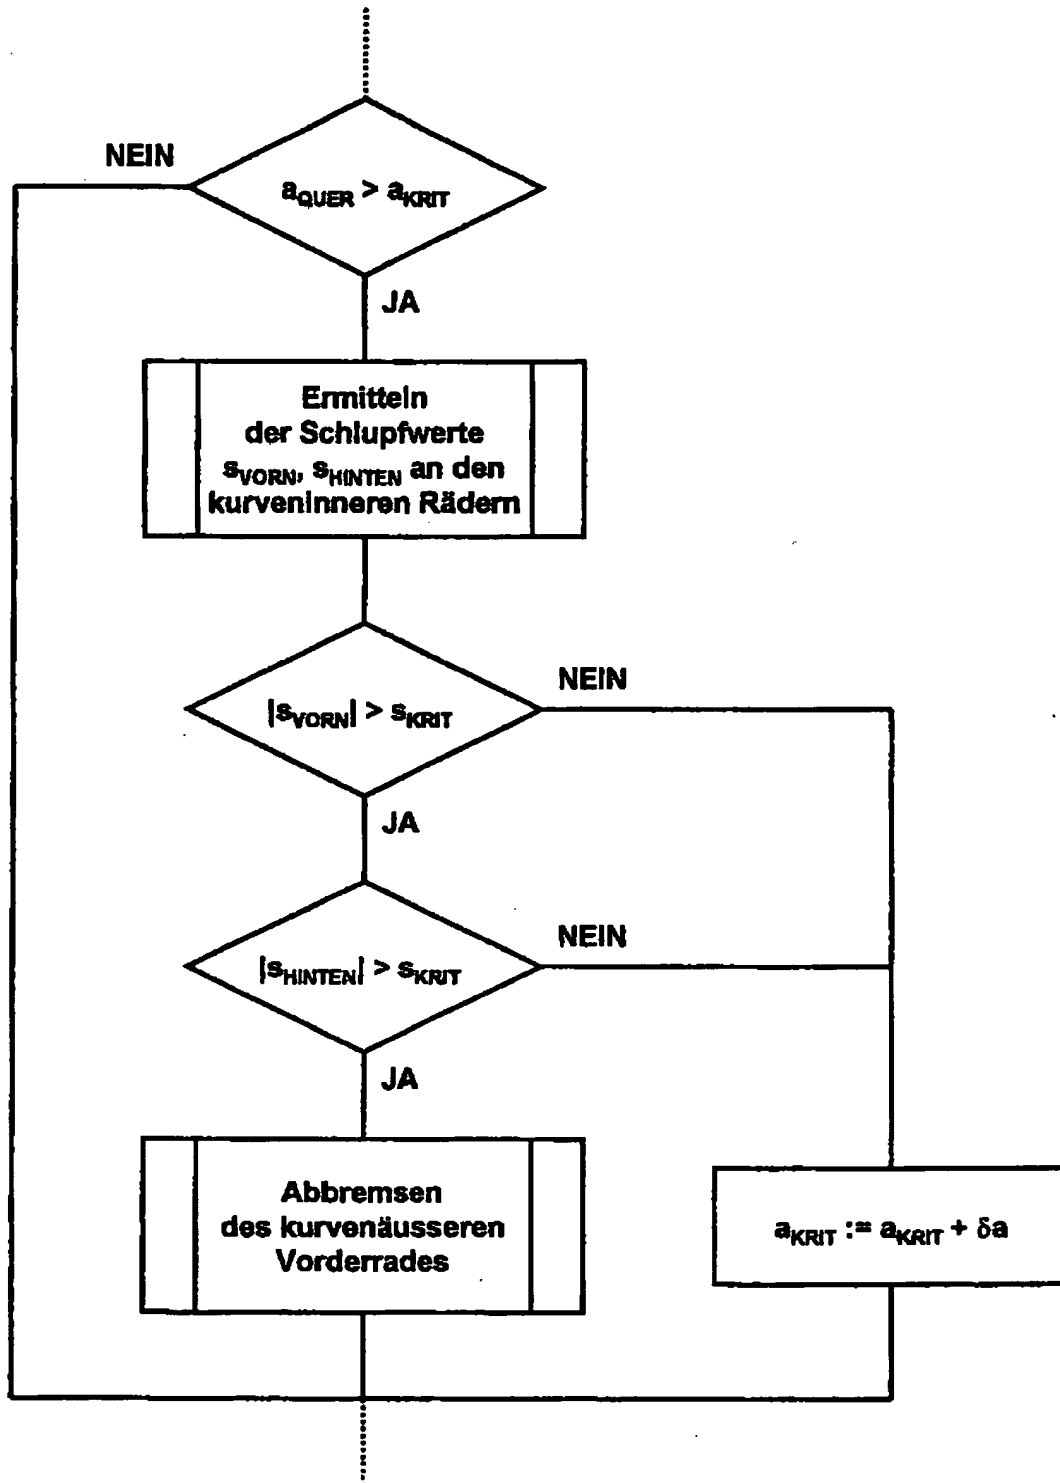 NEIN
a_QUER > a_KRIT
JA
Ermitteln
der Schlupfwerte
s_VORN, s_HINTEN an den
kurveninneren Rädern
NEIN
|s_VORN| > s_KRIT
JA
NEIN
|s_HINTEN| > s_KRIT
JA
Abbremsen
des kurvenäusseren
Vorderrades
a_KRIT := a_KRIT + δa